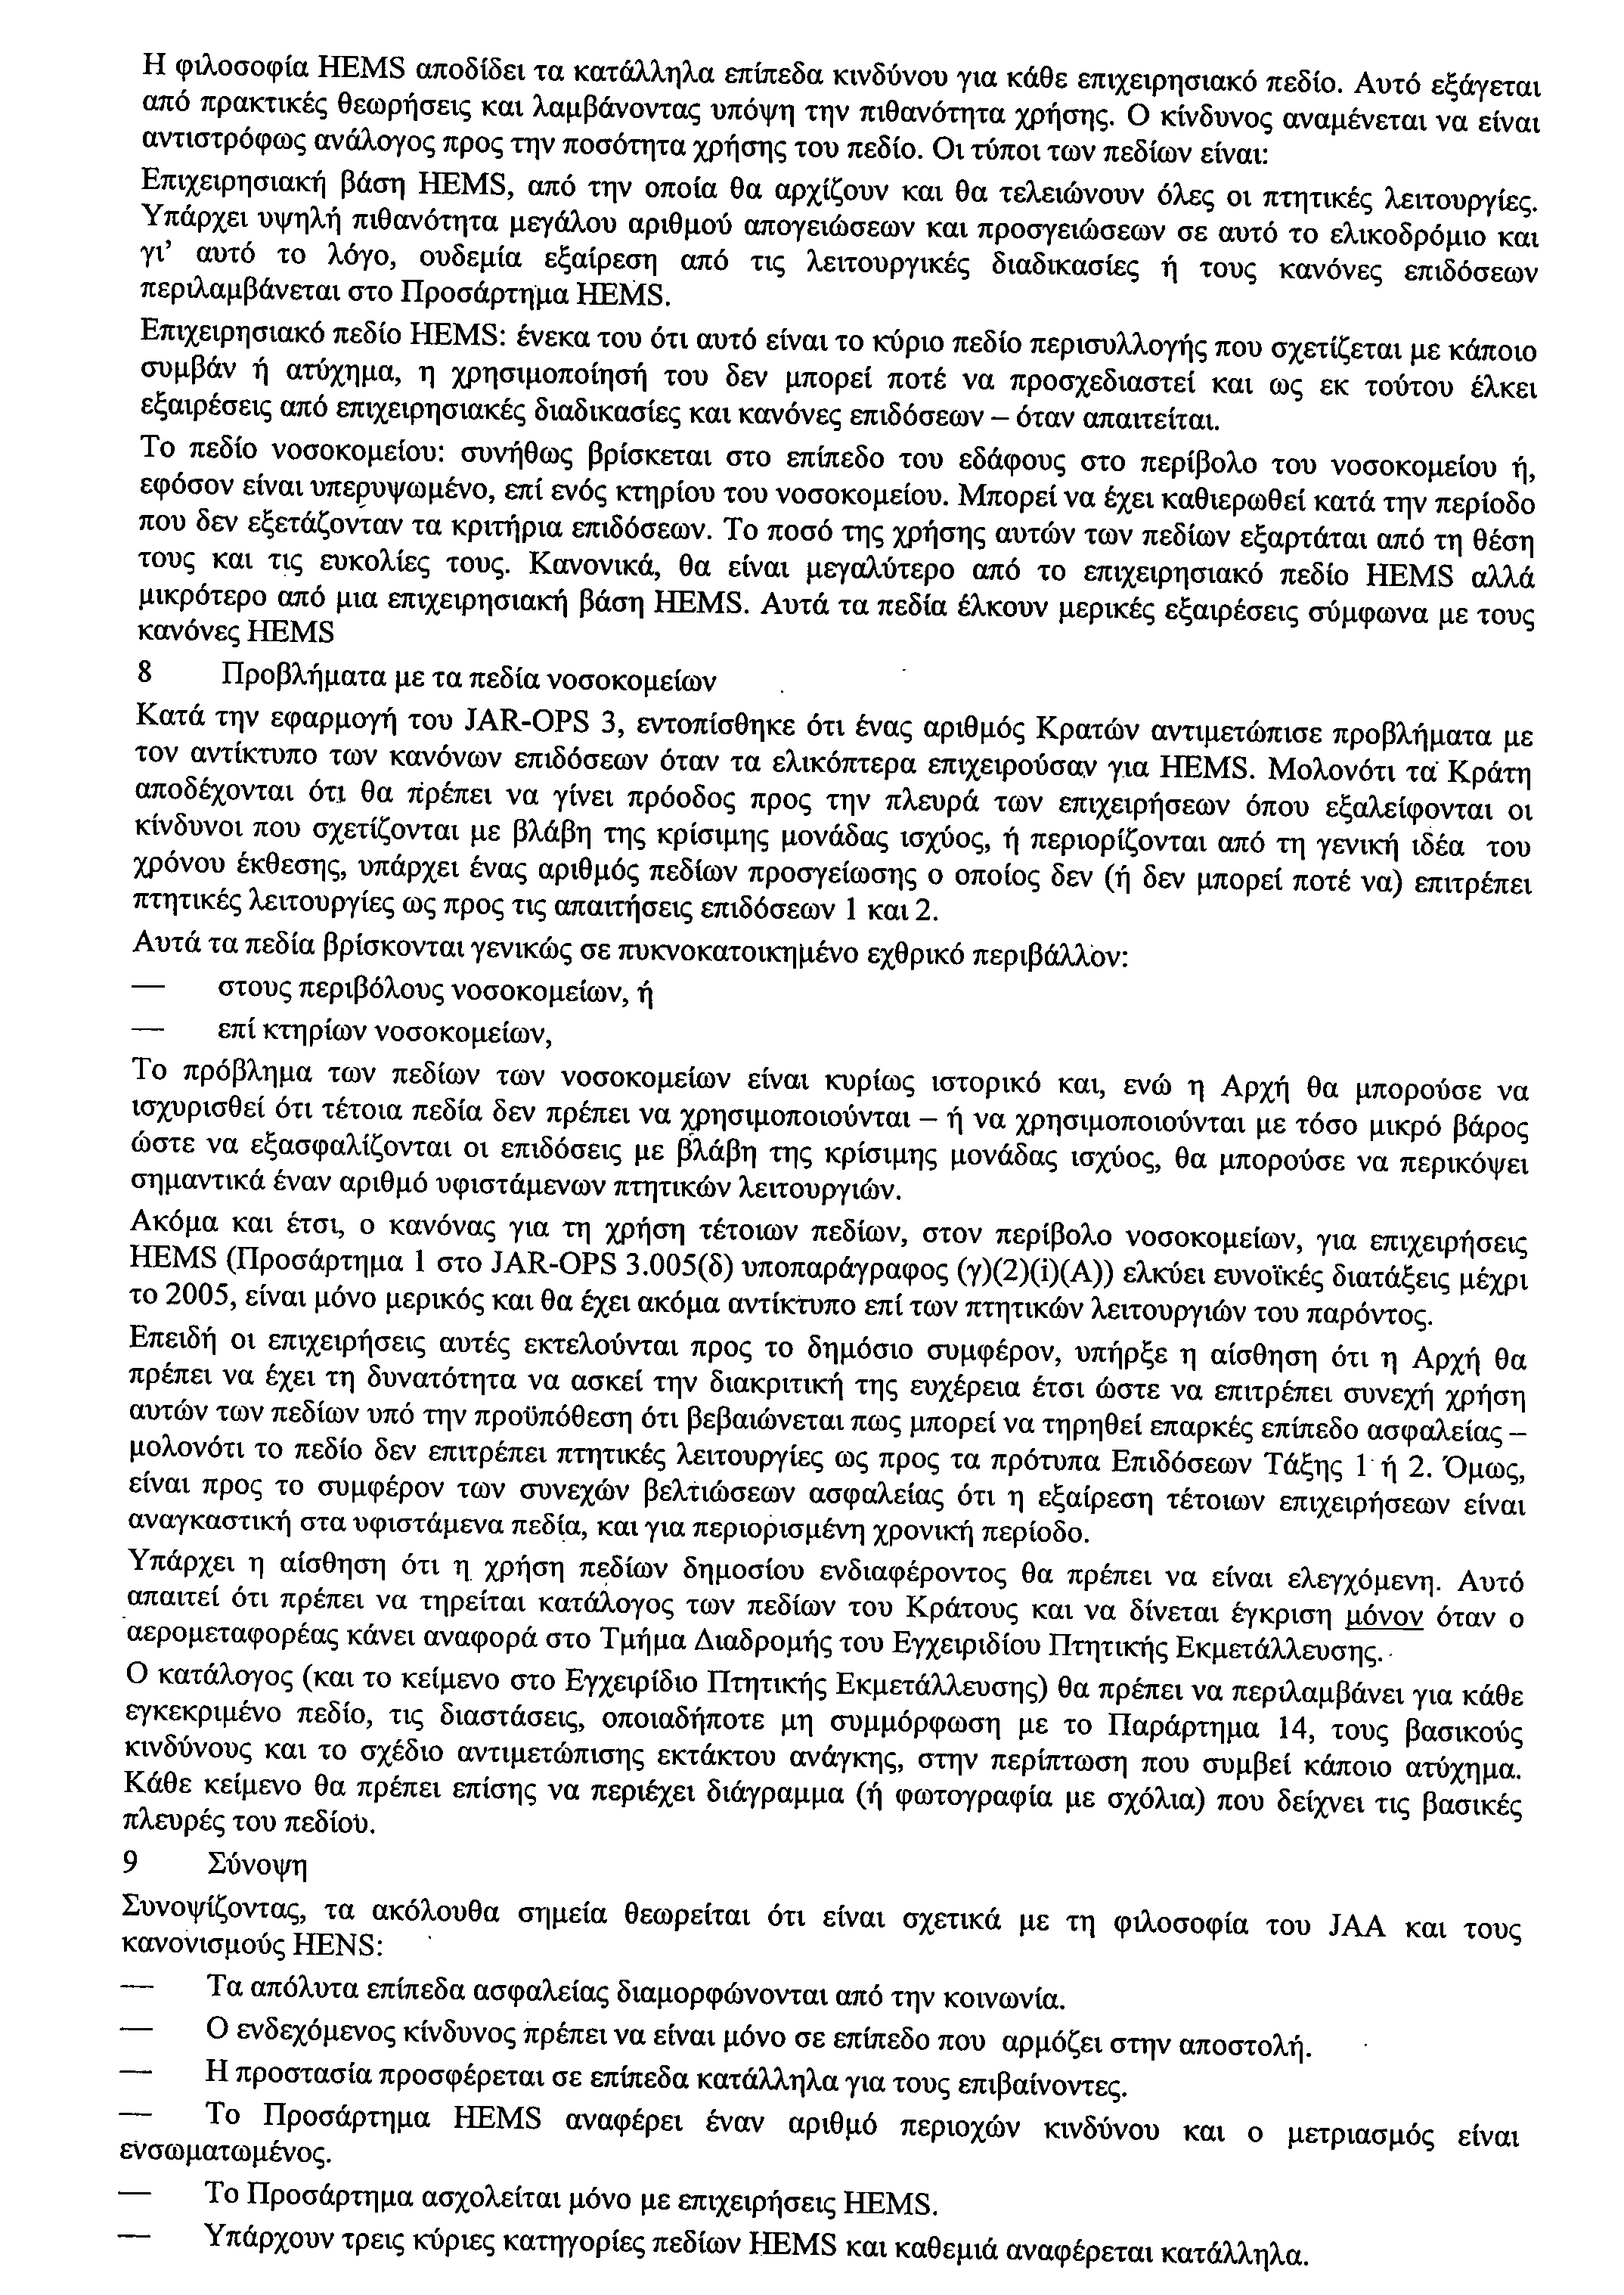 Η φιλοσοφία HEMS αποδίδει τα κατάλληλα επίπεδα κινδύνου για κάθε επιχειρησιακό πεδίο. Αυτό εξάγεται
από πρακτικές θεωρήσεις και λαμβάνοντας υπόψη την πιθανότητα χρήσης. Ο κίνδυνος αναμένεται να είναι
αντιστρόφως ανάλογος προς την ποσότητα χρήσης του πεδίο. Οι τύποι των πεδίων είναι:
Επιχειρησιακή βάση HEMS, από την οποία θα αρχίζουν και θα τελειώνουν όλες οι πτητικές λειτουργίες.
Υπάρχει υψηλή πιθανότητα μεγάλου αριθμού απογειώσεων και προσγειώσεων σε αυτό το ελικοδρόμιο και
γι’ αυτό το λόγο, ουδεμία εξαίρεση από τις λειτουργικές διαδικασίες ή τους κανόνες επιδόσεων
περιλαμβάνεται στο Προσάρτημα HEMS.
Επιχειρησιακό πεδίο HEMS: ένεκα του ότι αυτό είναι το κύριο πεδίο περισυλλογής που σχετίζεται με κάποιο
συμβάν ή ατύχημα, η χρησιμοποίησή του δεν μπορεί ποτέ να προσχεδιαστεί και ως εκ τούτου έλκει
εξαιρέσεις από επιχειρησιακές διαδικασίες και κανόνες επιδόσεων – όταν απαιτείται.
Το πεδίο νοσοκομείου: συνήθως βρίσκεται στο επίπεδο του εδάφους στο περίβολο του νοσοκομείου ή,
εφόσον είναι υπερυψωμένο, επί ενός κτηρίου του νοσοκομείου. Μπορεί να έχει καθιερωθεί κατά την περίοδο
που δεν εξετάζονταν τα κριτήρια επιδόσεων. Το ποσό της χρήσης αυτών των πεδίων εξαρτάται από τη θέση
τους και τις ευκολίες τους. Κανονικά, θα είναι μεγαλύτερο από το επιχειρησιακό πεδίο HEMS αλλά
μικρότερο από μια επιχειρησιακή βάση HEMS. Αυτά τα πεδία έλκουν μερικές εξαιρέσεις σύμφωνα με τους
κανόνες HEMS
8 Προβλήματα με τα πεδία νοσοκομείων
Κατά την εφαρμογή του JAR-OPS 3, εντοπίσθηκε ότι ένας αριθμός Κρατών αντιμετώπισε προβλήματα με
τον αντίκτυπο των κανόνων επιδόσεων όταν τα ελικόπτερα επιχειρούσαν για HEMS. Μολονότι τα Κράτη
αποδέχονται ότι θα πρέπει να γίνει πρόοδος προς την πλευρά των επιχειρήσεων όπου εξαλείφονται οι
κίνδυνοι που σχετίζονται με βλάβη της κρίσιμης μονάδας ισχύος, ή περιορίζονται από τη γενική ιδέα του
χρόνου έκθεσης, υπάρχει ένας αριθμός πεδίων προσγείωσης ο οποίος δεν (ή δεν μπορεί ποτέ να) επιτρέπει
πτητικές λειτουργίες ως προς τις απαιτήσεις επιδόσεων 1 και 2.
Αυτά τα πεδία βρίσκονται γενικώς σε πυκνοκατοικημένο εχθρικό περιβάλλον:
— στους περιβόλους νοσοκομείων, ή
— επί κτηρίων νοσοκομείων,
Το πρόβλημα των πεδίων των νοσοκομείων είναι κυρίως ιστορικό και, ενώ η Αρχή θα μπορούσε να
ισχυρισθεί ότι τέτοια πεδία δεν πρέπει να χρησιμοποιούνται – ή να χρησιμοποιούνται με τόσο μικρό βάρος
ώστε να εξασφαλίζονται οι επιδόσεις με βλάβη της κρίσιμης μονάδας ισχύος, θα μπορούσε να περικόψει
σημαντικά έναν αριθμό υφιστάμενων πτητικών λειτουργιών.
Ακόμα και έτσι, ο κανόνας για τη χρήση τέτοιων πεδίων, στον περίβολο νοσοκομείων, για επιχειρήσεις
HEMS (Προσάρτημα 1 στο JAR-OPS 3.005(δ) υποπαράγραφος (γ)(2)(i)(A)) ελκύει ευνοϊκές διατάξεις μέχρι
το 2005, είναι μόνο μερικός και θα έχει ακόμα αντίκτυπο επί των πτητικών λειτουργιών του παρόντος.
Επειδή οι επιχειρήσεις αυτές εκτελούνται προς το δημόσιο συμφέρον, υπήρξε η αίσθηση ότι η Αρχή θα
πρέπει να έχει τη δυνατότητα να ασκεί την διακριτική της ευχέρεια έτσι ώστε να επιτρέπει συνεχή χρήση
αυτών των πεδίων υπό την προϋπόθεση ότι βεβαιώνεται πως μπορεί να τηρηθεί επαρκές επίπεδο ασφαλείας –
μολονότι το πεδίο δεν επιτρέπει πτητικές λειτουργίες ως προς τα πρότυπα Επιδόσεων Τάξης 1 ή 2. Όμως,
είναι προς το συμφέρον των συνεχών βελτιώσεων ασφαλείας ότι η εξαίρεση τέτοιων επιχειρήσεων είναι
αναγκαστική στα υφιστάμενα πεδία, και για περιορισμένη χρονική περίοδο.
Υπάρχει η αίσθηση ότι η χρήση πεδίων δημοσίου ενδιαφέροντος θα πρέπει να είναι ελεγχόμενη. Αυτό
απαιτεί ότι πρέπει να τηρείται κατάλογος των πεδίων του Κράτους και να δίνεται έγκριση μόνον όταν ο
αερομεταφορέας κάνει αναφορά στο Τμήμα Διαδρομής του Εγχειριδίου Πτητικής Εκμετάλλευσης.
Ο κατάλογος (και το κείμενο στο Εγχειρίδιο Πτητικής Εκμετάλλευσης) θα πρέπει να περιλαμβάνει για κάθε
εγκεκριμένο πεδίο, τις διαστάσεις, οποιαδήποτε μη συμμόρφωση με το Παράρτημα 14, τους βασικούς
κινδύνους και το σχέδιο αντιμετώπισης εκτάκτου ανάγκης, στην περίπτωση που συμβεί κάποιο ατύχημα.
Κάθε κείμενο θα πρέπει επίσης να περιέχει διάγραμμα (ή φωτογραφία με σχόλια) που δείχνει τις βασικές
πλευρές του πεδίου.
9 Σύνοψη
Συνοψίζοντας, τα ακόλουθα σημεία θεωρείται ότι είναι σχετικά με τη φιλοσοφία του JAA και τους
κανονισμούς HENS:
— Τα απόλυτα επίπεδα ασφαλείας διαμορφώνονται από την κοινωνία.
— Ο ενδεχόμενος κίνδυνος πρέπει να είναι μόνο σε επίπεδο που αρμόζει στην αποστολή.
— Η προστασία προσφέρεται σε επίπεδα κατάλληλα για τους επιβαίνοντες.
— Το Προσάρτημα HEMS αναφέρει έναν αριθμό περιοχών κινδύνου και ο μετριασμός είναι
ενσωματωμένος.
— Το Προσάρτημα ασχολείται μόνο με επιχειρήσεις HEMS.
— Υπάρχουν τρεις κύριες κατηγορίες πεδίων HEMS και καθεμιά αναφέρεται κατάλληλα.